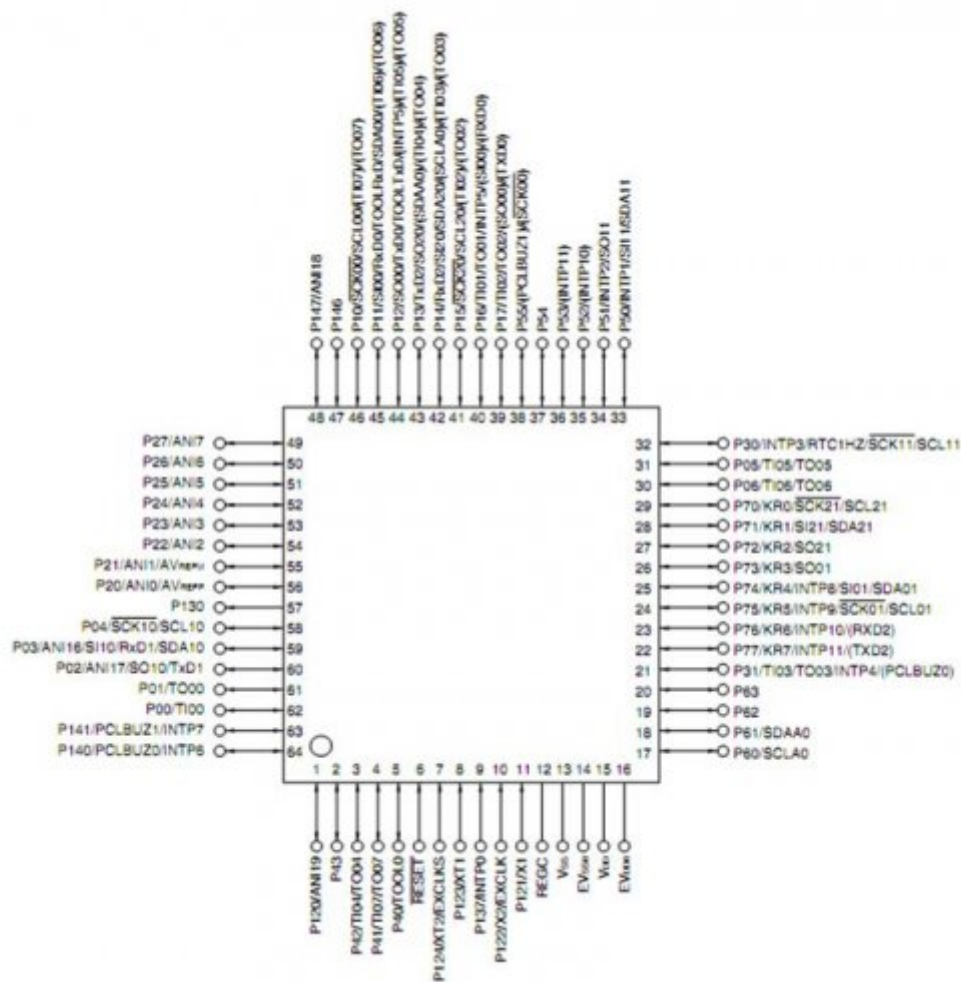 P147/ANI18
P146
P10/SCK00/SCL00/(TI07)/(TO07)
P11/SI00/RxD0/TOOLRxD/SDA00/(TI06)/(TO06)
P12/SO00/TxD0/TOOLTxD/(INTP5)/(TI05)/(TO05)
P13/TxD2/SO20/(SDAA0)/(TI04)/(TO04)
P14/RxD2/SI20/SDA20/(SCLA0)/(TI03)/(TO03)
P15/SCK20/SCL20/(TI02)/(TO02)
P16/TI01/TO01/INTP5/(SI00)/(RXD0)
P17/TI02/TO02/(SO00)/(TXD0)
P55/(PCLBUZ1)/(SCK00)
P54
P53/(INTP11)
P52/(INTP10)
P51/INTP2/SO11
P50/INTP1/SI11/SDA11
48 47 46 45 44 43 42 41 40 39 38 37 36 35 34 33
P27/ANI7 49
P26/ANI6 50
P25/ANI5 51
P24/ANI4 52
P23/ANI3 53
P22/ANI2 54
P21/ANI1/AVREFM 55
P20/ANI0/AVREFP 56
P130 57
P04/SCK10/SCL10 58
P03/ANI16/SI10/RxD1/SDA10 59
P02/ANI17/SO10/TxD1 60
P01/TO00 61
P00/TI00 62
P141/PCLBUZ1/INTP7 63
P140/PCLBUZ0/INTP6 64
32 P30/INTP3/RTC1HZ/SCK11/SCL11
31 P05/TI05/TO05
30 P06/TI06/TO06
29 P70/KR0/SCK21/SCL21
28 P71/KR1/SI21/SDA21
27 P72/KR2/SO21
26 P73/KR3/SO01
25 P74/KR4/INTP8/SI01/SDA01
24 P75/KR5/INTP9/SCK01/SCL01
23 P76/KR6/INTP10/(RXD2)
22 P77/KR7/INTP11/(TXD2)
21 P31/TI03/TO03/INTP4/(PCLBUZ0)
20 P63
19 P62
18 P61/SDAA0
17 P60/SCLA0
1 2 3 4 5 6 7 8 9 10 11 12 13 14 15 16
P120/ANI19
P43
P42/TI04/TO04
P41/TI07/TO07
P40/TOOL0
RESET
P124/XT2/EXCLKS
P123/XT1
P137/INTP0
P122/X2/EXCLK
P121/X1
REGC
VSS
EVSS0
VDD
EVDD0